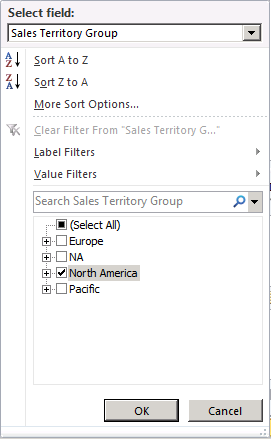 Select field:
Sales Territory Group
Sort A to Z
Sort Z to A
More Sort Options...
Clear Filter From "Sales Territory G..."
Label Filters
Value Filters
Search Sales Territory Group
(Select All)
Europe
NA
North America
Pacific
OK Cancel